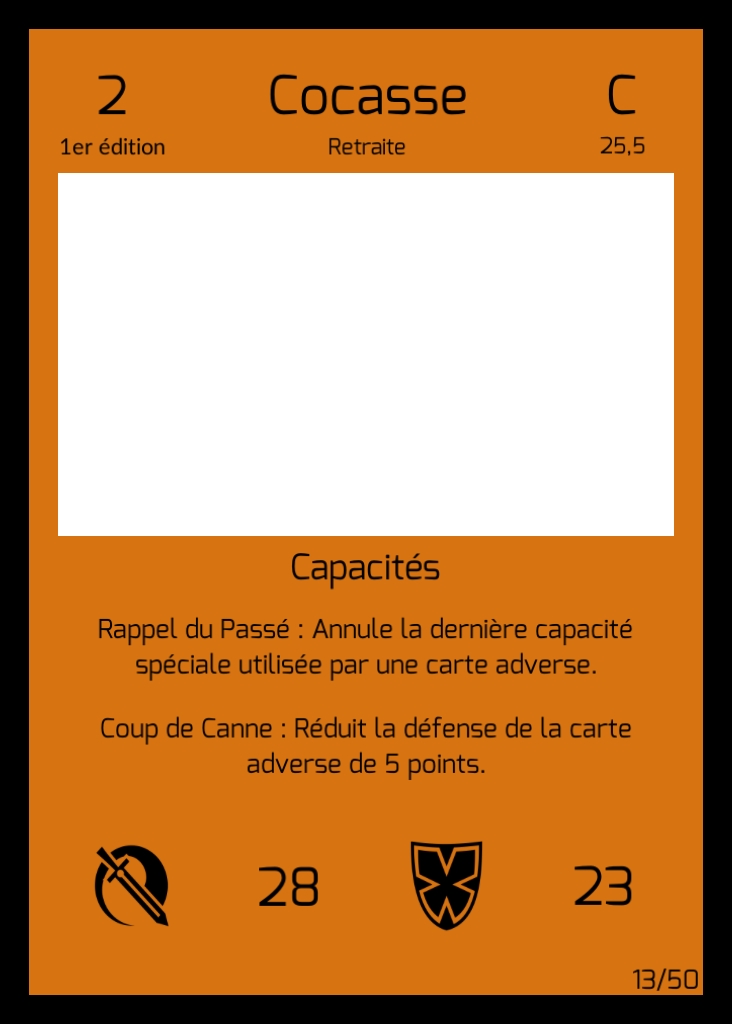 2 Cocasse C
1er édition Retraite 25,5
Capacités
Rappel du Passé : Annule la dernière capacité
spéciale utilisée par une carte adverse.
Coup de Canne : Réduit la défense de la carte
adverse de 5 points.
28 23
13/50